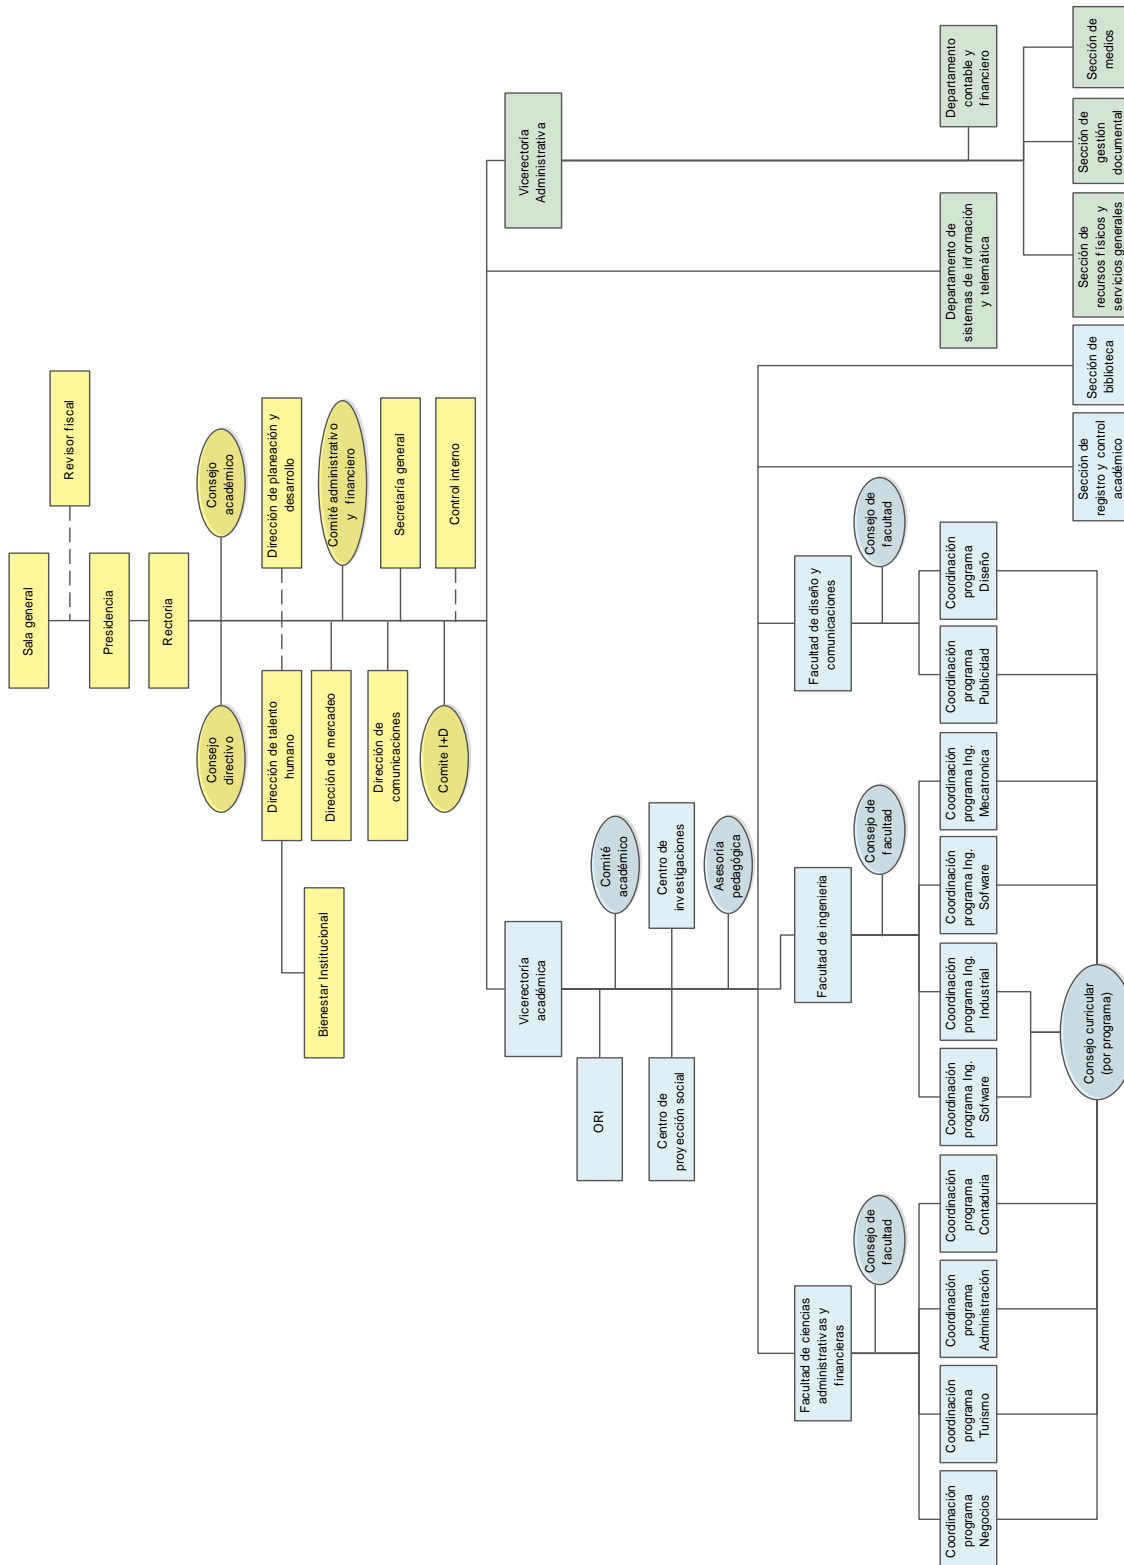 Sala general
Revisor fiscal
Presidencia
Rectoría
Consejo
directivo
Consejo
académico
Dirección de talento
humano
Dirección de planeación y
desarrollo
Bienestar Institucional
Dirección de mercadeo
Comité administrativo
y financiero
Dirección de
comunicaciones
Secretaría general
Comite I+D
Control interno
Vicerectoría
académica
Vicerectoría
Administrativa
ORI
Comité
académico
Centro de
proyección social
Centro de
investigaciones
Asesoría
pedagógica
Facultad de ciencias
administrativas y
financieras
Facultad de ingeniería
Facultad de diseño y
comunicaciones
Consejo de
facultad
Consejo de
facultad
Consejo de
facultad
Coordinación
programa
Negocios
Coordinación
programa
Turismo
Coordinación
programa
Administración
Coordinación
programa
Contaduria
Coordinación
programa Ing.
Sofware
Coordinación
programa Ing.
Industrial
Coordinación
programa Ing.
Sofware
Coordinación
programa Ing.
Mecatronica
Coordinación
programa
Publicidad
Coordinación
programa
Diseño
Departamento de
sistemas de información
y telemática
Departamento
contable y
financiero
Consejo curricular
(por programa)
Sección de
registro y control
académico
Sección de
biblioteca
Sección de
recursos físicos y
servicios generales
Sección de
gestión
documental
Sección de
medios